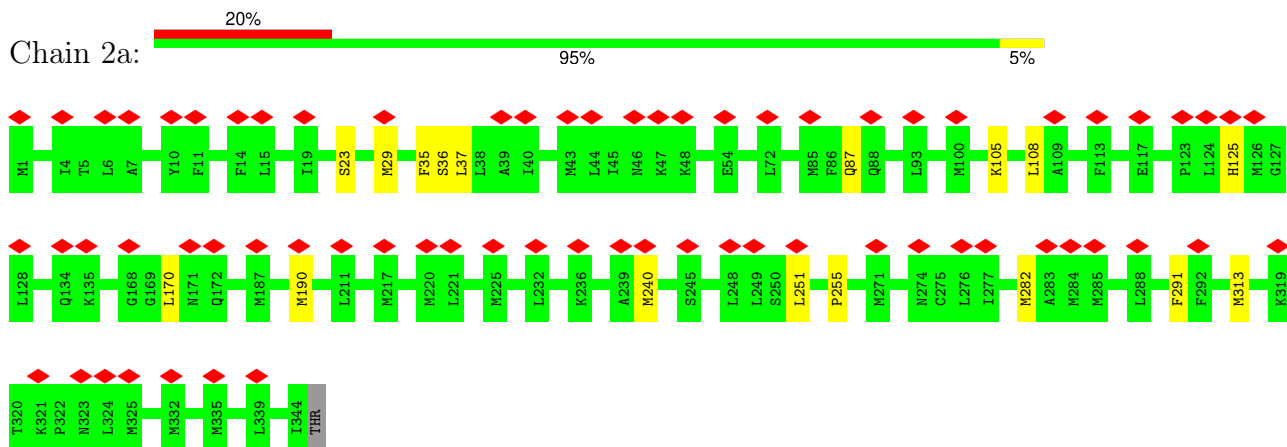 20%
Chain 2a:
95% 5%
M1 I4 T5 L6 A7 Y10 F11 F14 L15 I19 S23 M29 F35 S36 L37 L38 A39 I40 M43 L44 I45 N46 K47 K48 E54 L72 M85 F86 Q87 Q88 L93 M100 K105 L108 A109 F113 E117 P123 L124 H125 M126 G127
L128 Q134 K135 G168 G169 L170 N171 Q172 M187 M190 L211 M217 M220 L221 M225 L232 K236 A239 M240 S245 L248 L249 S250 L251 P255 M271 N274 C275 L276 I277 M282 A283 M284 M285 L288 F291 F292 M313 K319
T320 K321 P322 N323 L324 M325 M332 M335 L339 I344 THR